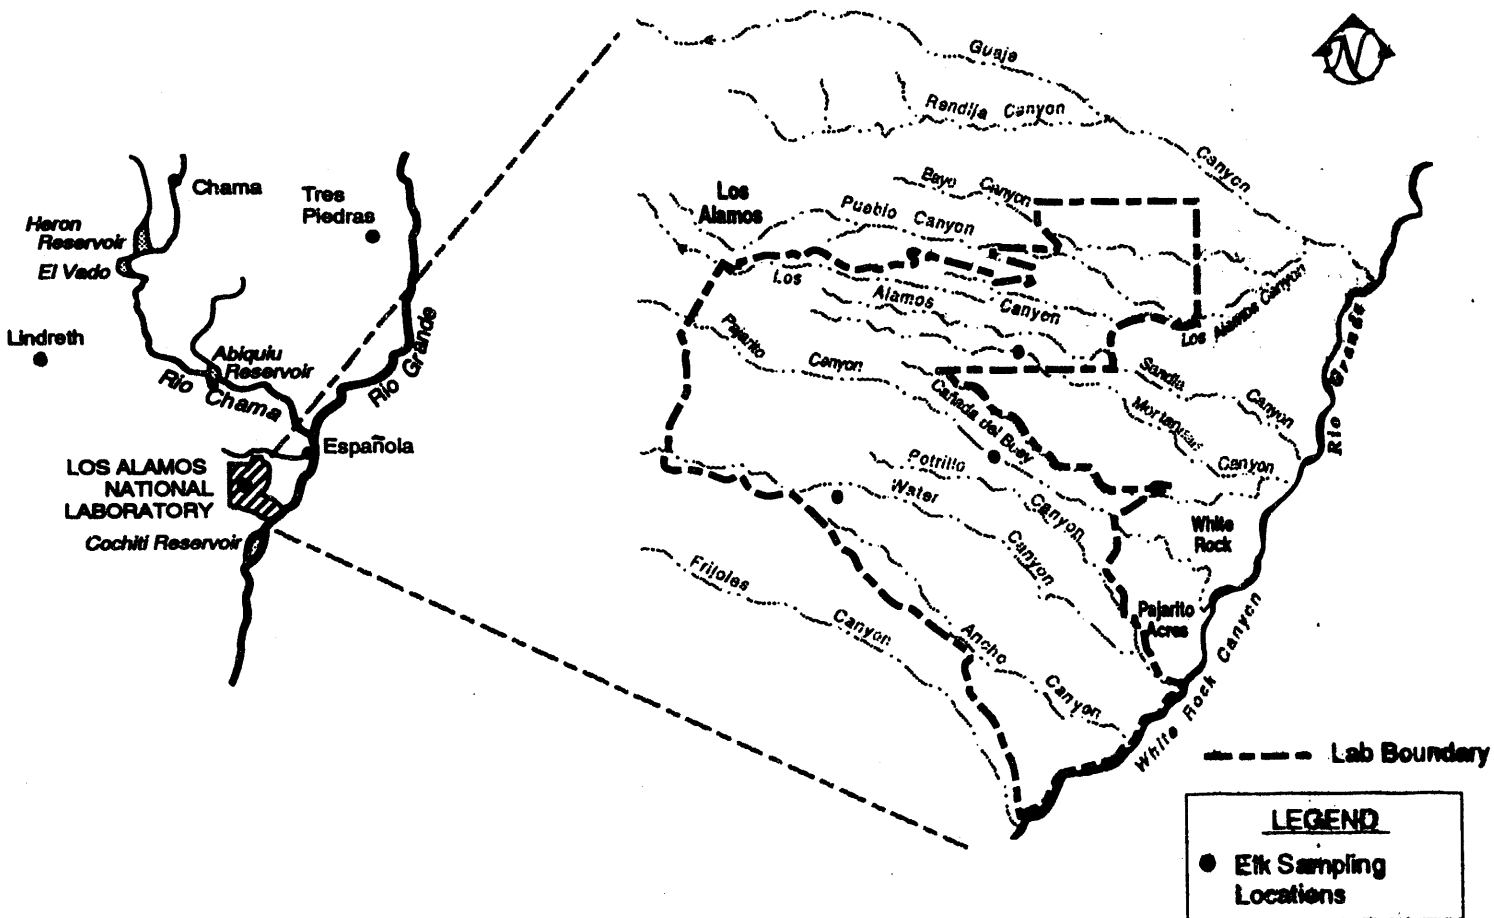 N
Guaje
Canyon
Rendija Canyon
Bayo Canyon
Pueblo Canyon
Los
Alamos
Los
Alamos
Canyon
Los Alamos Canyon
Pajarito
Canyon
Sandia
Canyon
Mortandad
Canyon
Cañada del Buey
Potrillo
Canyon
Water
Canyon
Frijoles
Canyon
Ancho
Canyon
White
Rock
Pajarito
Acres
Rio Grande
White Rock Canyon
Chama
Tres
Piedras
Heron
Reservoir
El Vado
Lindreth
Abiquiu
Reservoir
Rio Chama
Rio Grande
Española
LOS ALAMOS
NATIONAL
LABORATORY
Cochiti Reservoir
Lab Boundary
LEGEND
Elk Sampling
Locations